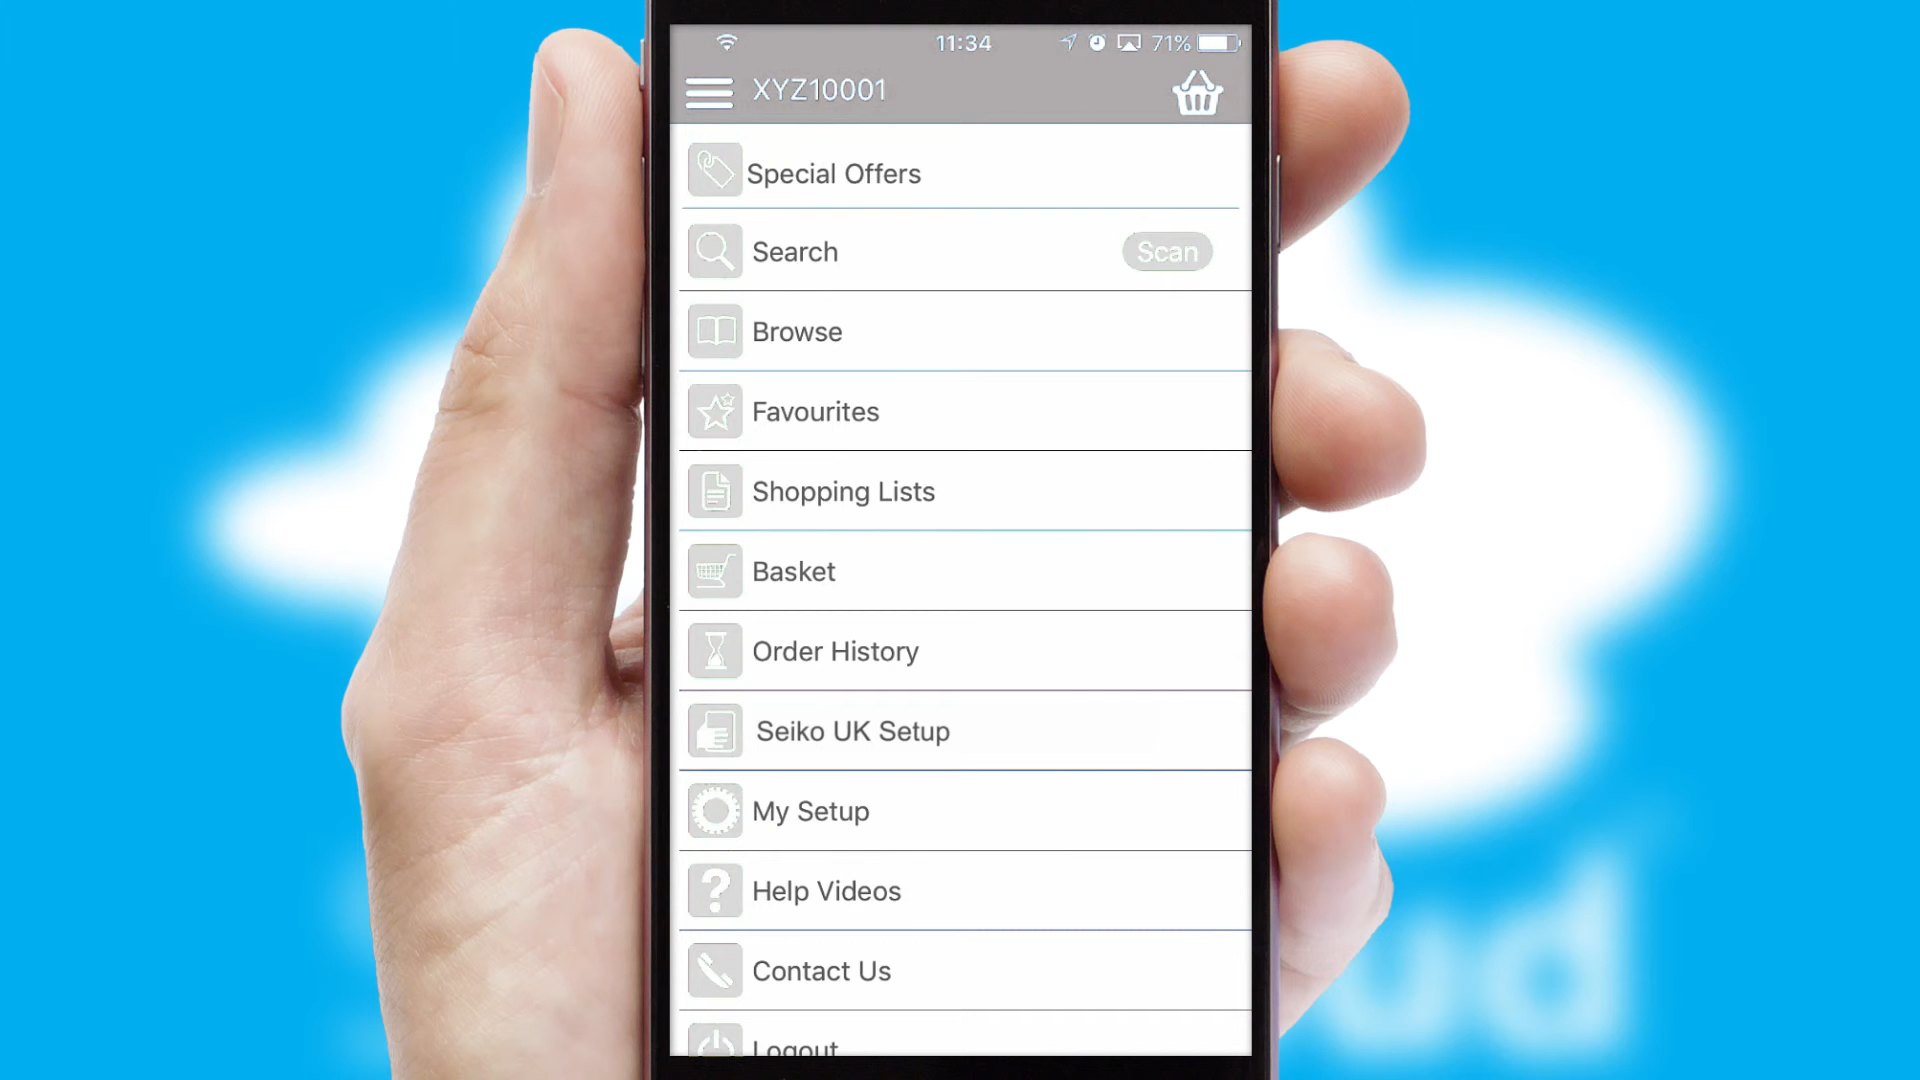 11:34
71%
XYZ10001
Special Offers
Search
Scan
Browse
Favourites
Shopping Lists
Basket
Order History
Seiko UK Setup
My Setup
Help Videos
Contact Us
Logout